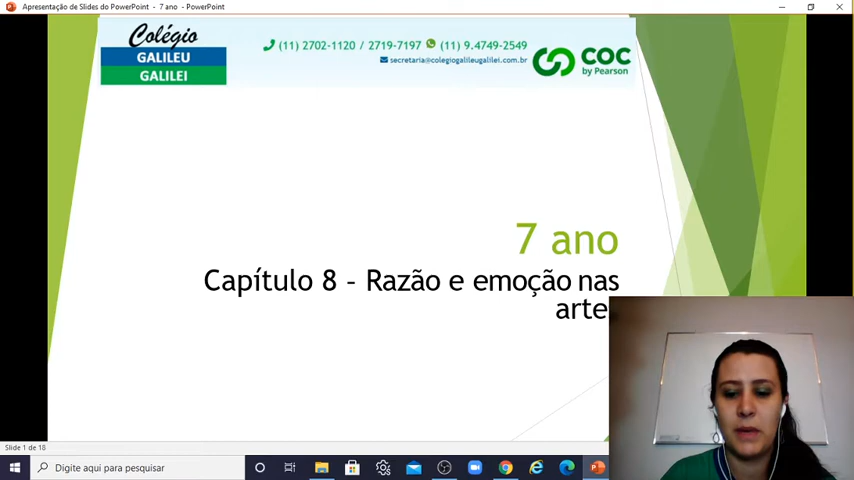 Apresentação de Slides do PowerPoint - 7 ano - PowerPoint
Colégio
GALILEU
GALILEI
(11) 2702-1120 / 2719-7197 (11) 9.4749-2549
secretaria@colegiogalileugalilei.com.br
COC
by Pearson
7 ano
Capítulo 8 – Razão e emoção nas
arte
Slide 1 de 18
Digite aqui para pesquisar